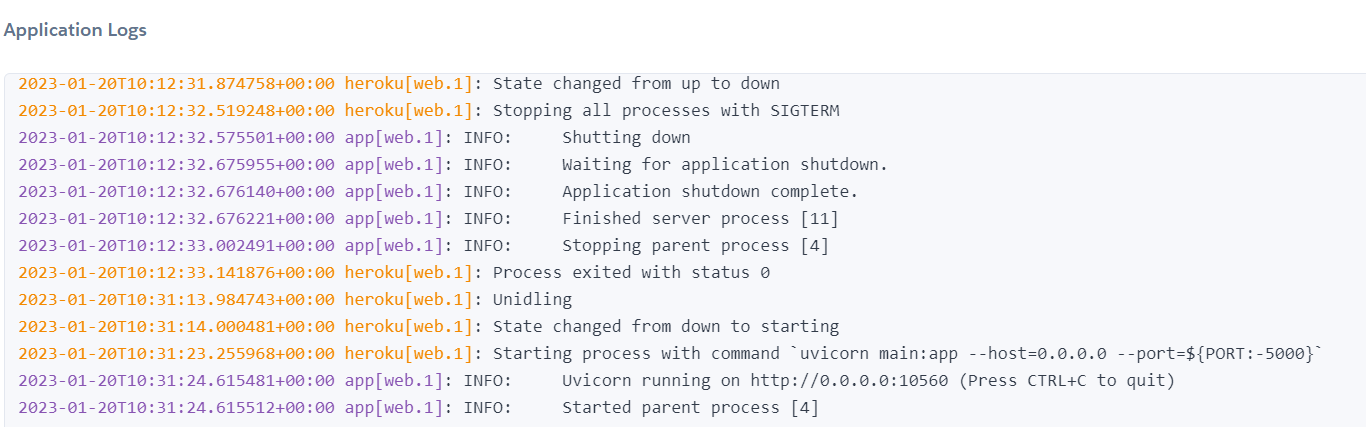 Application Logs
2023-01-20T10:12:31.874758+00:00 heroku[web.1]: State changed from up to down
2023-01-20T10:12:32.519248+00:00 heroku[web.1]: Stopping all processes with SIGTERM
2023-01-20T10:12:32.575501+00:00 app[web.1]: INFO:     Shutting down
2023-01-20T10:12:32.675955+00:00 app[web.1]: INFO:     Waiting for application shutdown.
2023-01-20T10:12:32.676140+00:00 app[web.1]: INFO:     Application shutdown complete.
2023-01-20T10:12:32.676221+00:00 app[web.1]: INFO:     Finished server process [11]
2023-01-20T10:12:33.002491+00:00 app[web.1]: INFO:     Stopping parent process [4]
2023-01-20T10:12:33.141876+00:00 heroku[web.1]: Process exited with status 0
2023-01-20T10:31:13.984743+00:00 heroku[web.1]: Unidling
2023-01-20T10:31:14.000481+00:00 heroku[web.1]: State changed from down to starting
2023-01-20T10:31:23.255968+00:00 heroku[web.1]: Starting process with command `uvicorn main:app --host=0.0.0.0 --port=${PORT:-5000}`
2023-01-20T10:31:24.615481+00:00 app[web.1]: INFO:     Uvicorn running on http://0.0.0.0:10560 (Press CTRL+C to quit)
2023-01-20T10:31:24.615512+00:00 app[web.1]: INFO:     Started parent process [4]